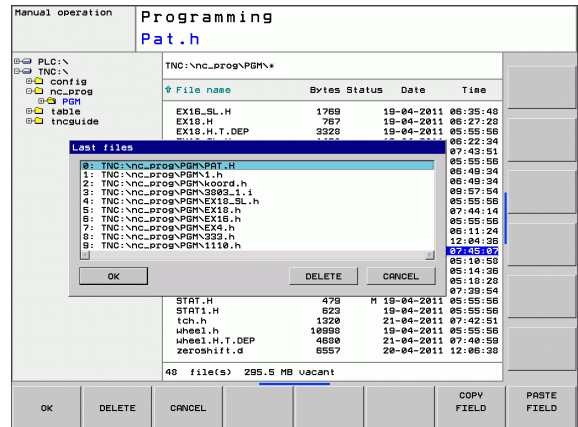 Manual operation
Programming
Pat.h
PLC:\
TNC:\
config
nc_prog
PGM
table
tncguide
TNC:\nc_prog\PGM\*
File name Bytes Status Date Time
EX16_SL.H 1769 19-04-2011 06:35:48
EX18.H 767 19-04-2011 06:27:28
EX18.H.T.DEP 3328 19-04-2011 05:55:56
06:22:34
07:43:51
05:55:56
06:49:34
06:49:34
09:57:54
05:55:56
07:44:14
05:55:56
06:11:24
12:04:36
07:45:07
05:10:58
05:14:36
05:18:28
07:39:54
Last files
0: TNC:\nc_prog\PGM\PAT.H
1: TNC:\nc_prog\PGM\1.h
2: TNC:\nc_prog\PGM\koord.h
3: TNC:\nc_prog\PGM\3803_1.i
4: TNC:\nc_prog\PGM\EX18_SL.h
5: TNC:\nc_prog\PGM\EX18.h
6: TNC:\nc_prog\PGM\EX16.h
7: TNC:\nc_prog\PGM\EX4.h
8: TNC:\nc_prog\PGM\333.h
9: TNC:\nc_prog\PGM\1110.h
OK DELETE CANCEL
STAT.H 479 M 19-04-2011 05:55:56
STAT1.H 623 19-04-2011 05:55:56
tch.h 1320 21-04-2011 07:42:51
wheel.h 10998 19-04-2011 05:55:56
wheel.H.T.DEP 4680 21-04-2011 07:40:59
zeroshift.d 6557 20-04-2011 12:06:38
48 file(s) 295.5 MB vacant
OK DELETE CANCEL COPY FIELD PASTE FIELD